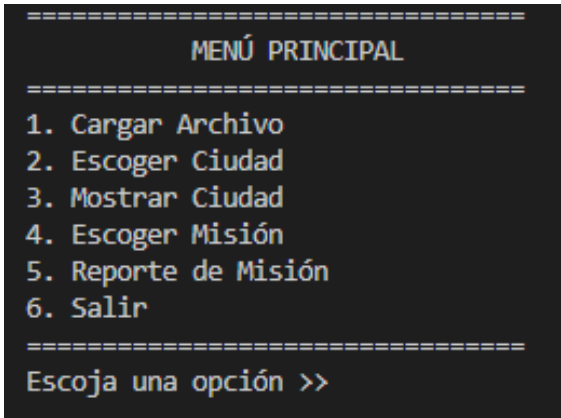 =================================
MENÚ PRINCIPAL
=================================
1. Cargar Archivo
2. Escoger Ciudad
3. Mostrar Ciudad
4. Escoger Misión
5. Reporte de Misión
6. Salir
=================================
Escoja una opción >>